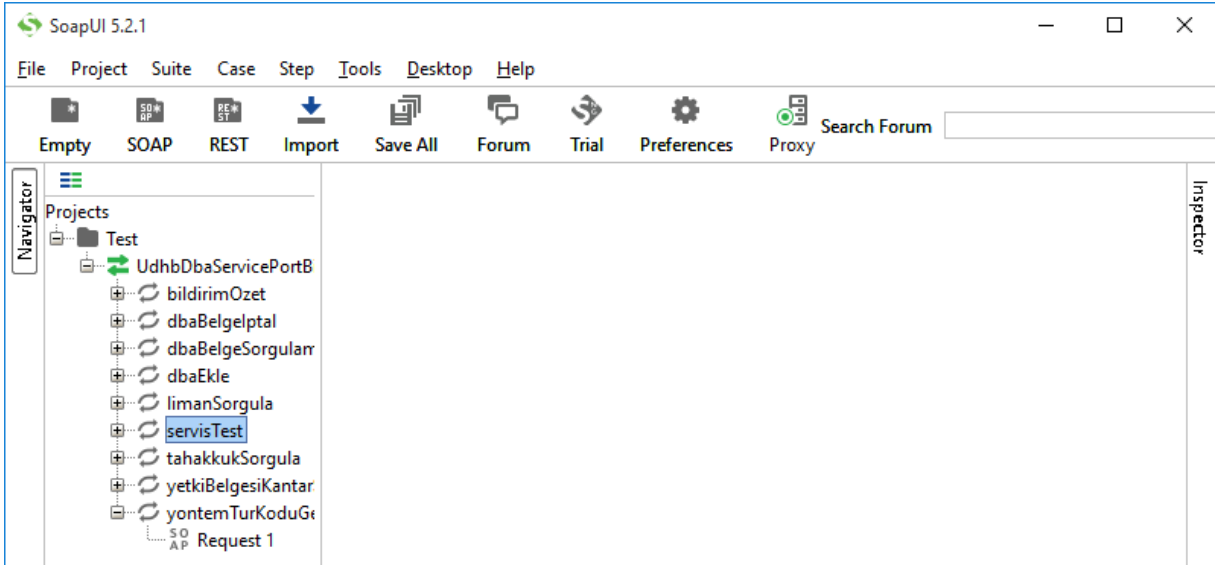 SoapUI 5.2.1
File Project Suite Case Step Tools Desktop Help
Empty SOAP REST Import Save All Forum Trial Preferences Proxy Search Forum
Navigator
Inspector
Projects
Test
UdhbDbaServicePortB
bildirimOzet
dbaBelgeIptal
dbaBelgeSorgulam
dbaEkle
limanSorgula
servisTest
tahakkukSorgula
yetkiBelgesiKantar
yontemTurKoduGe
SOAP Request 1